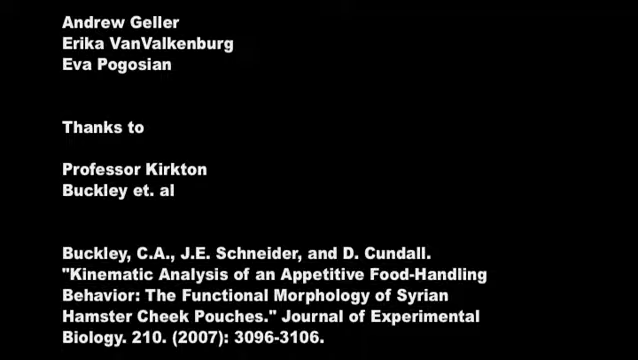 Andrew Geller
Erika VanValkenburg
Eva Pogosian
Thanks to
Professor Kirkton
Buckley et. al
Buckley, C.A., J.E. Schneider, and D. Cundall.
"Kinematic Analysis of an Appetitive Food-Handling
Behavior: The Functional Morphology of Syrian
Hamster Cheek Pouches." Journal of Experimental
Biology. 210. (2007): 3096-3106.